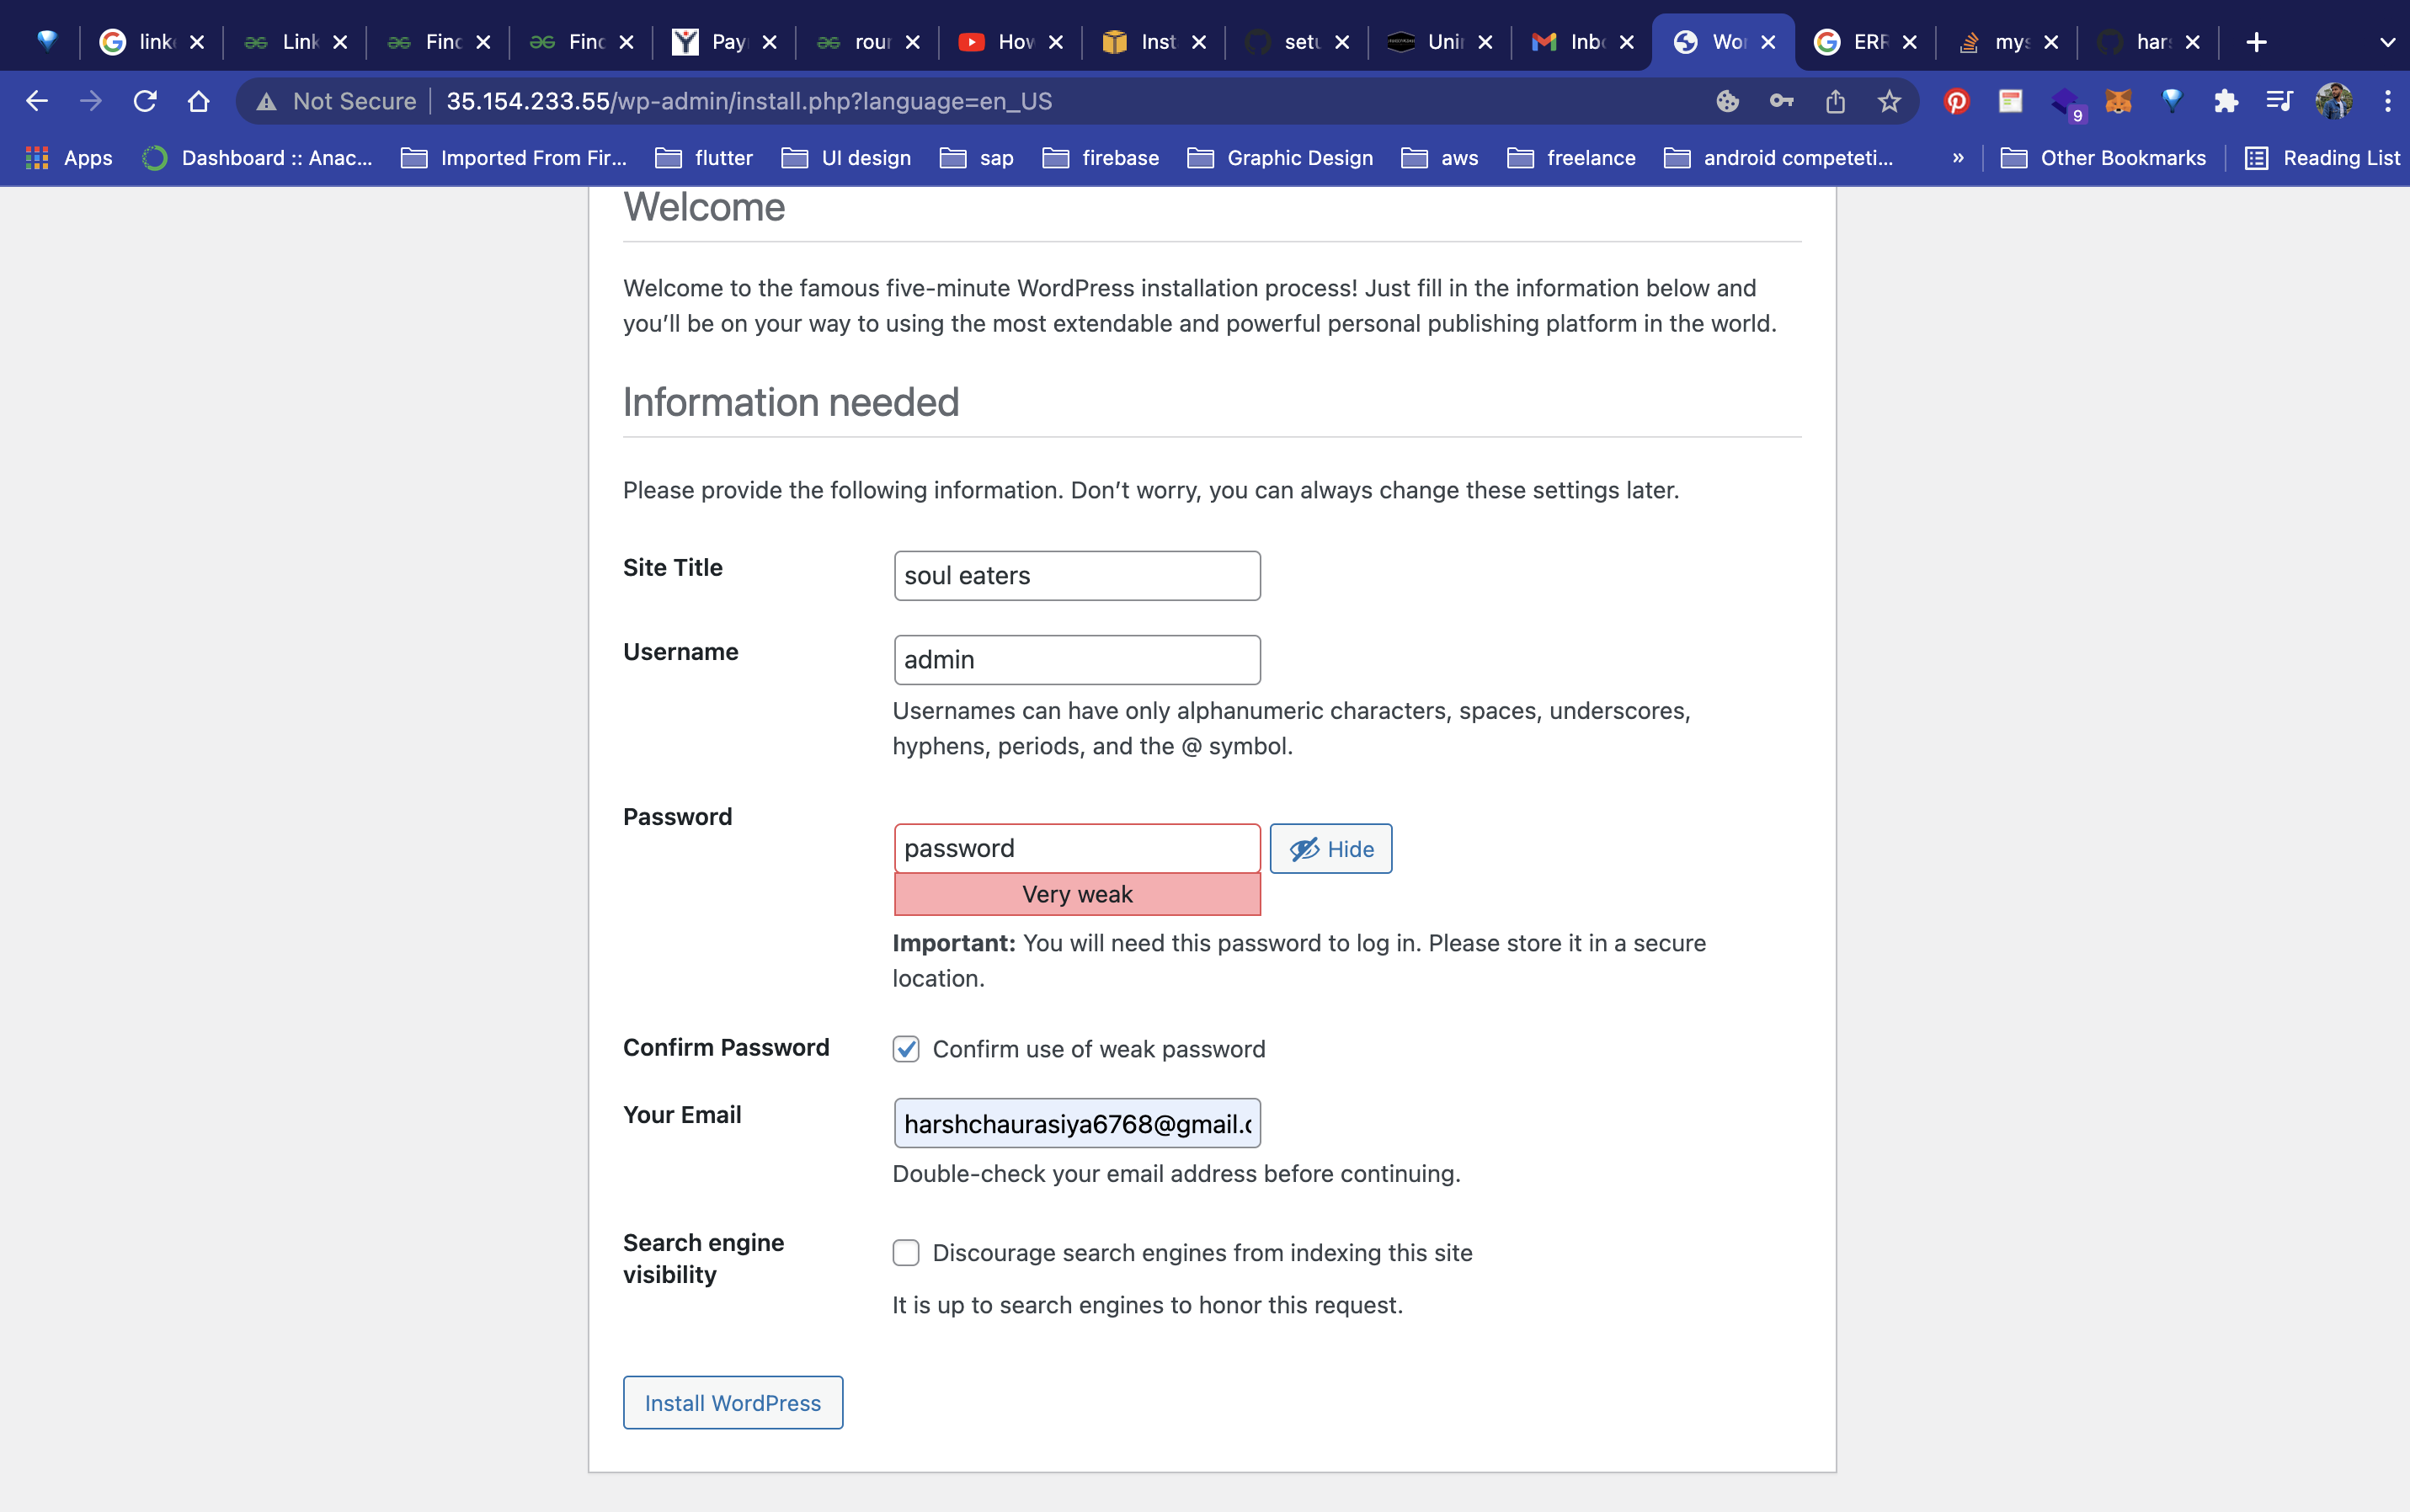 link
Link
Find
Find
Pay
rour
How
Inst
setu
Uni
Inb
Wor
ERR
mys
hars
Not Secure 35.154.233.55/wp-admin/install.php?language=en_US
9
Apps Dashboard :: Anac... Imported From Fir... flutter UI design sap firebase Graphic Design aws freelance android competeti... » Other Bookmarks Reading List
Welcome
Welcome to the famous five-minute WordPress installation process! Just fill in the information below and
you’ll be on your way to using the most extendable and powerful personal publishing platform in the world.
Information needed
Please provide the following information. Don’t worry, you can always change these settings later.
Site Title
soul eaters
Username
admin
Usernames can have only alphanumeric characters, spaces, underscores,
hyphens, periods, and the @ symbol.
Password
password
Hide
Very weak
Important: You will need this password to log in. Please store it in a secure
location.
Confirm Password
Confirm use of weak password
Your Email
harshchaurasiya6768@gmail.c
Double-check your email address before continuing.
Search engine
visibility
Discourage search engines from indexing this site
It is up to search engines to honor this request.
Install WordPress